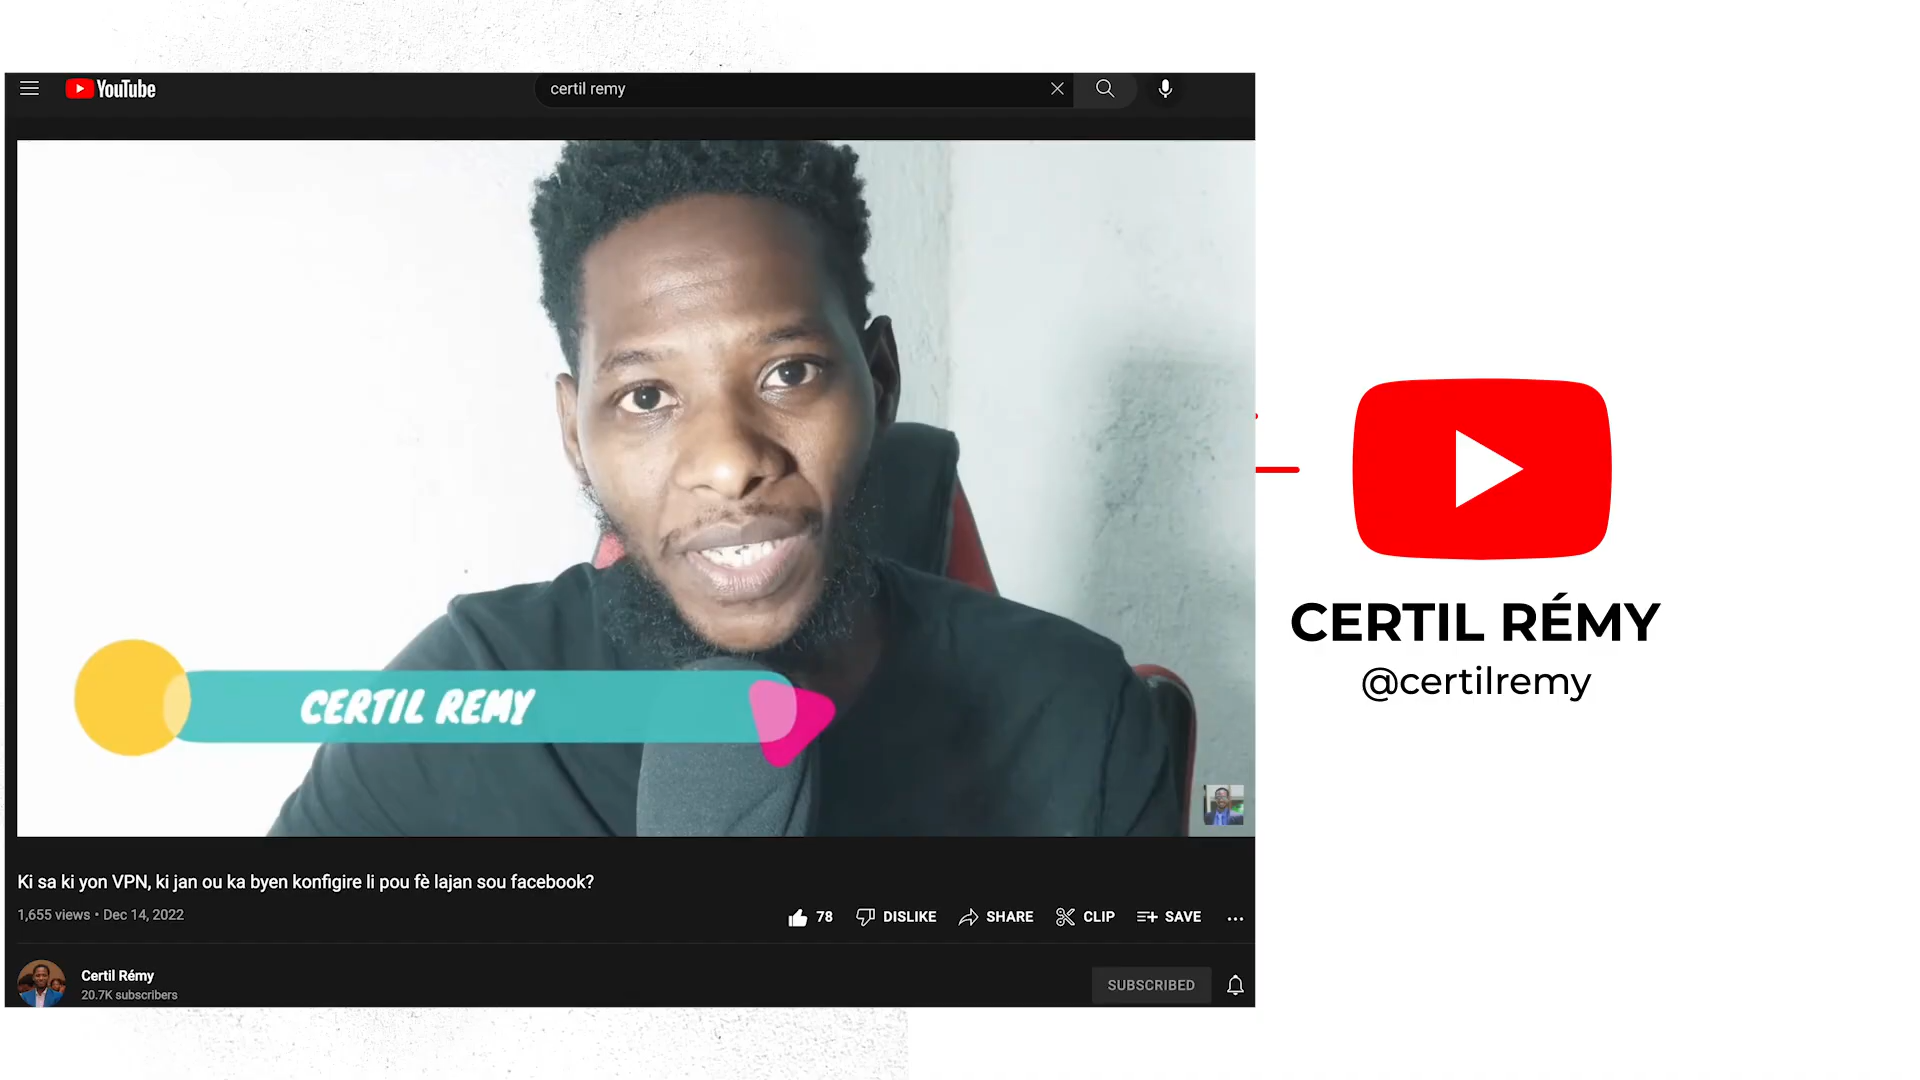 YouTube
certil remy
CERTIL REMY
Ki sa ki yon VPN, ki jan ou ka byen konfigire li pou fè lajan sou facebook?
1,655 views • Dec 14, 2022
78 DISLIKE SHARE CLIP SAVE
Certil Rémy
20.7K subscribers
SUBSCRIBED
CERTIL RÉMY
@certilremy